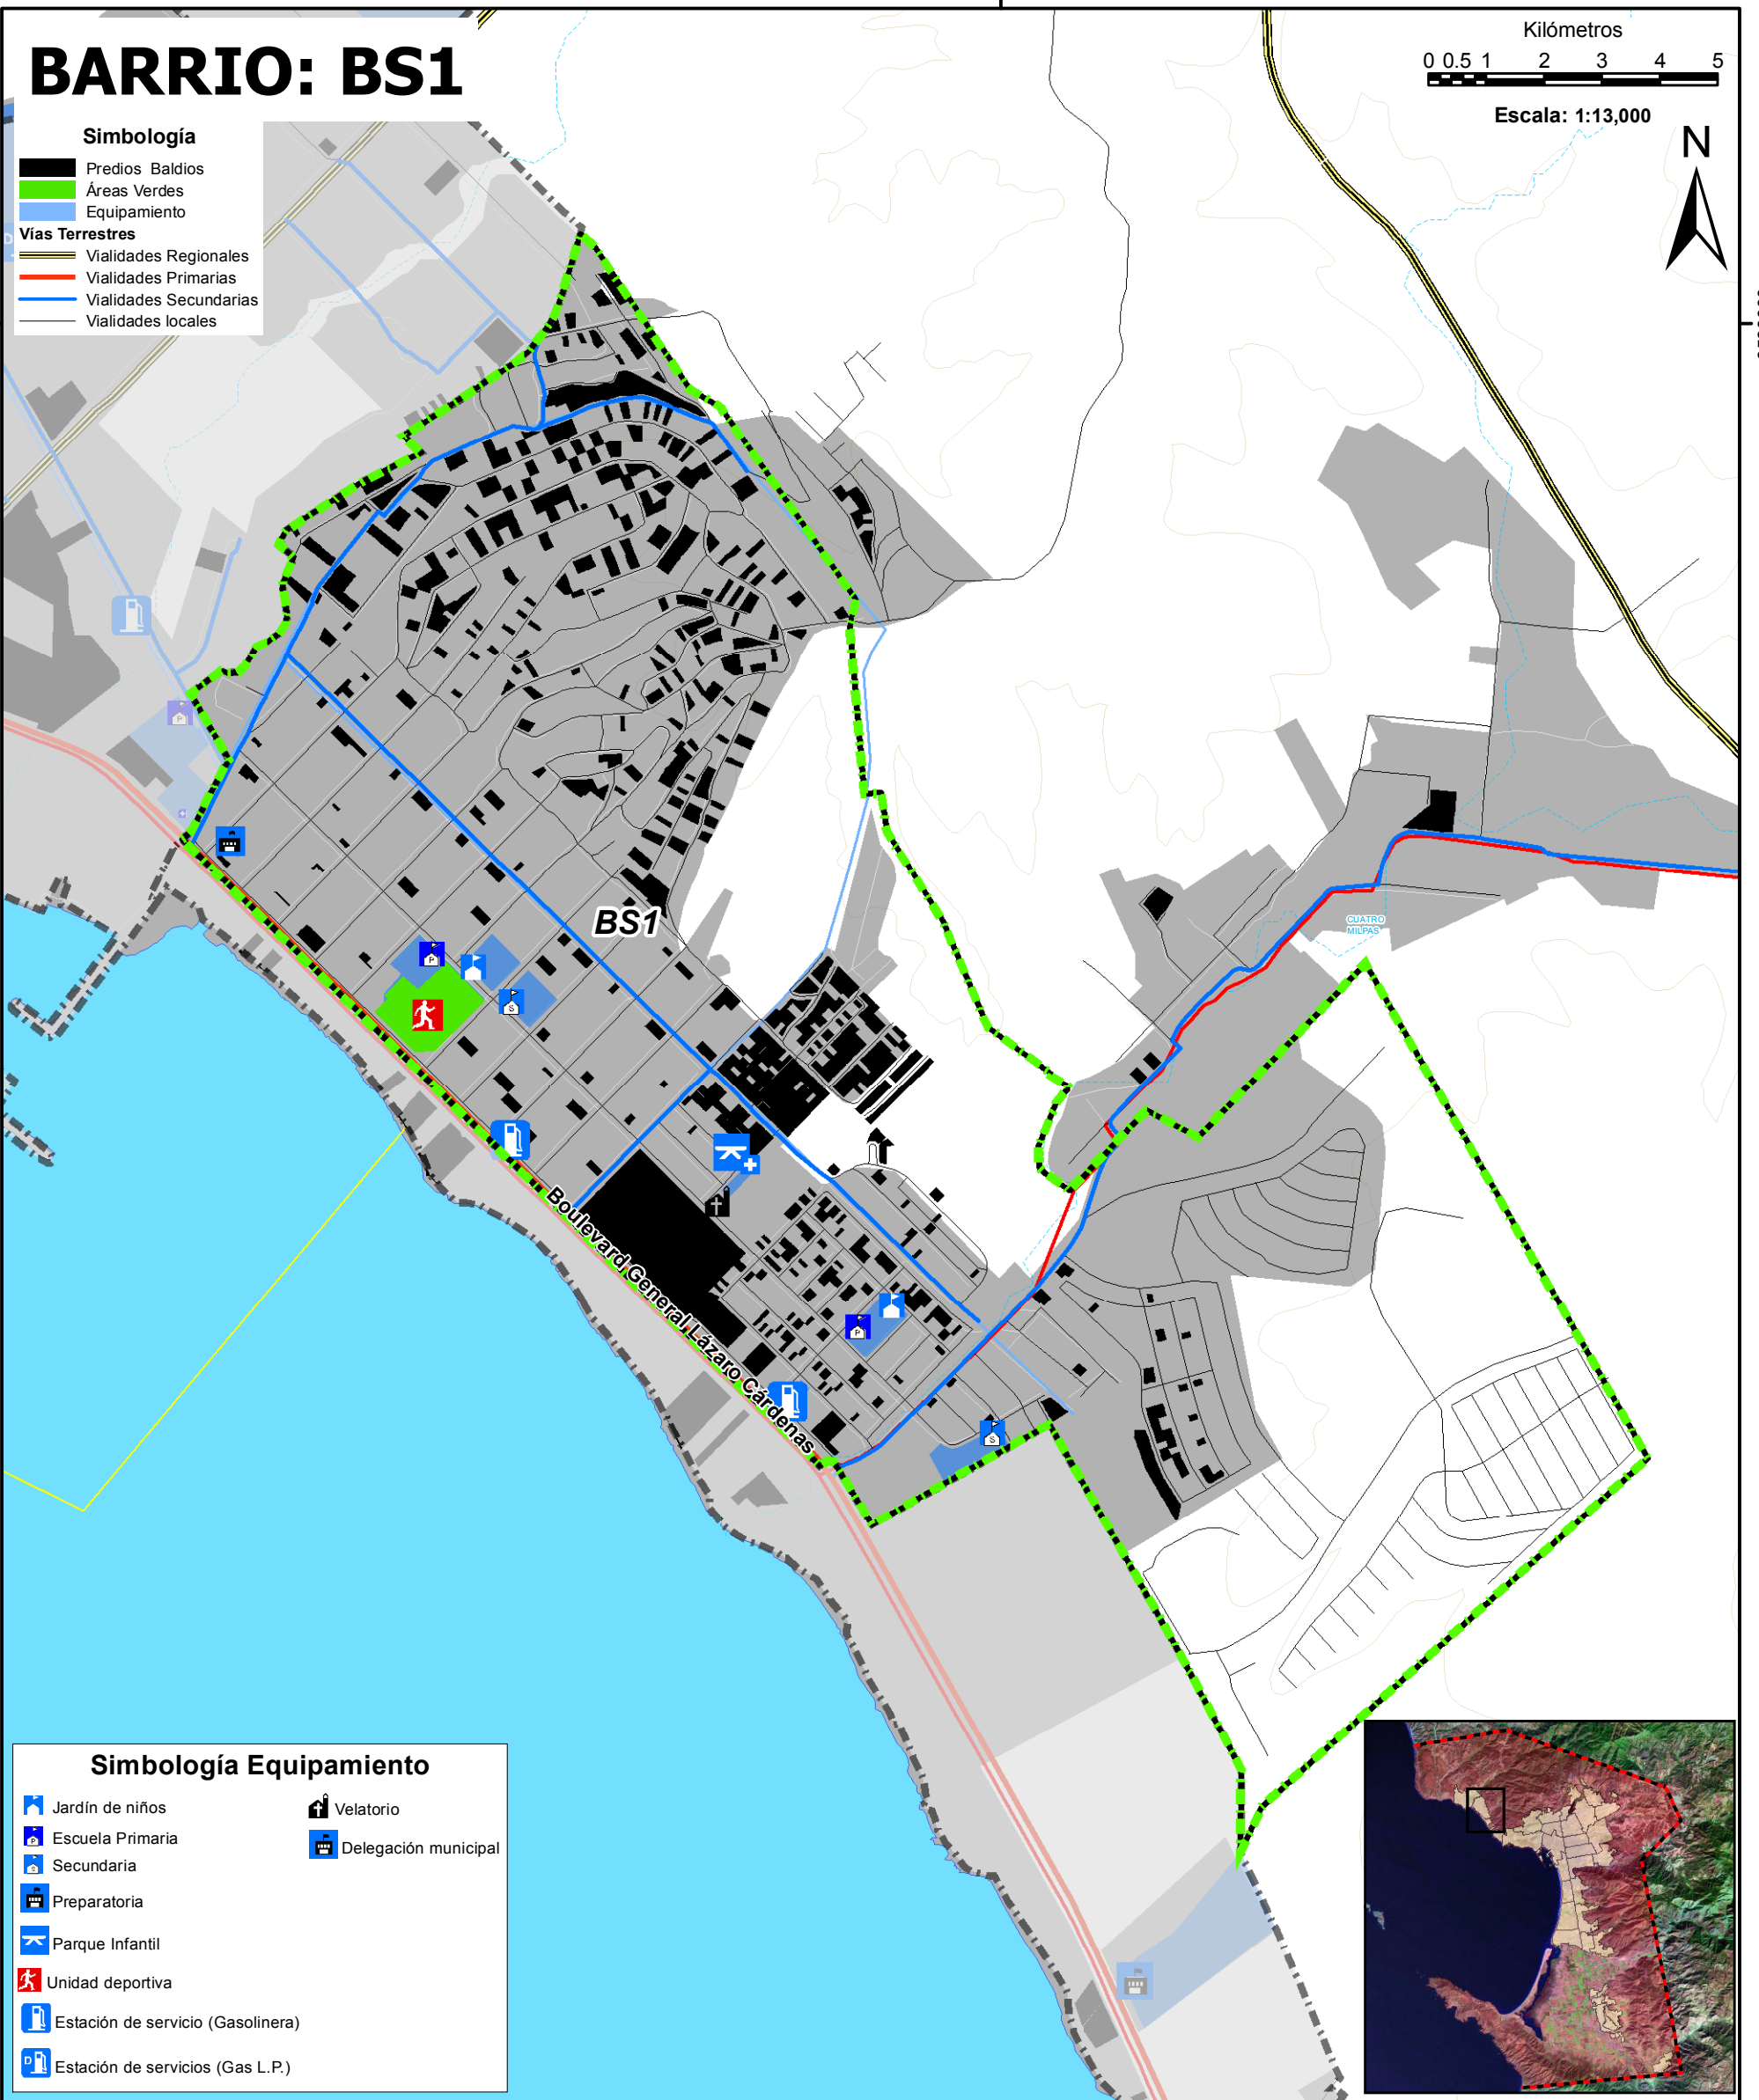 BARRIO: BS1
Simbología
Predios Baldios
Áreas Verdes
Equipamiento
Vías Terrestres
Vialidades Regionales
Vialidades Primarias
Vialidades Secundarias
Vialidades locales
Kilómetros
0 0.5 1 2 3 4 5
Escala: 1:13,000
N
P
BS1
CUATRO
MILPAS
P
S
Boulevard General Lázaro Cárdenas
P
S
Simbología Equipamiento
Jardín de niños
P Escuela Primaria
S Secundaria
Preparatoria
Parque Infantil
Unidad deportiva
Estación de servicio (Gasolinera)
D Estación de servicios (Gas L.P.)
Velatorio
Delegación municipal